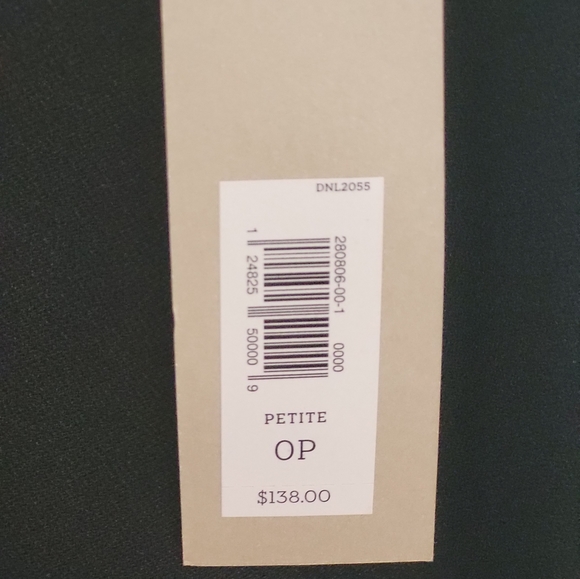 DNL2055
280806-00-1 0000
1 24825 50000 9
PETITE
OP
$138.00